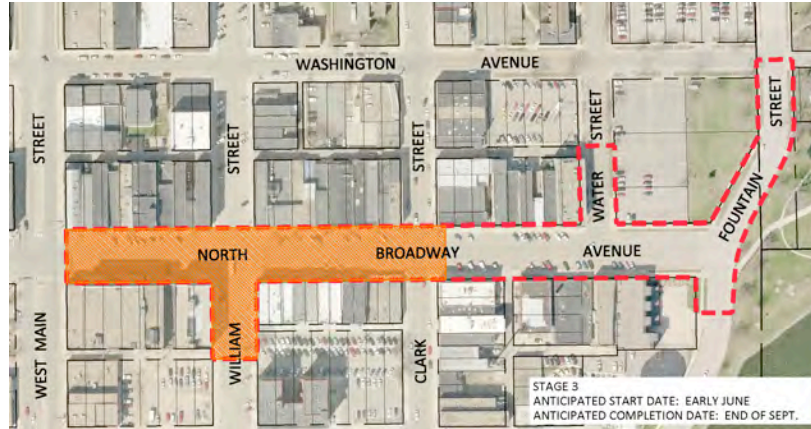 WASHINGTON AVENUE
STREET
STREET
STREET
STREET
STREET
WATER
FOUNTAIN
NORTH BROADWAY AVENUE
WEST MAIN
WILLIAM
CLARK
STAGE 3
ANTICIPATED START DATE: EARLY JUNE
ANTICIPATED COMPLETION DATE: END OF SEPT.